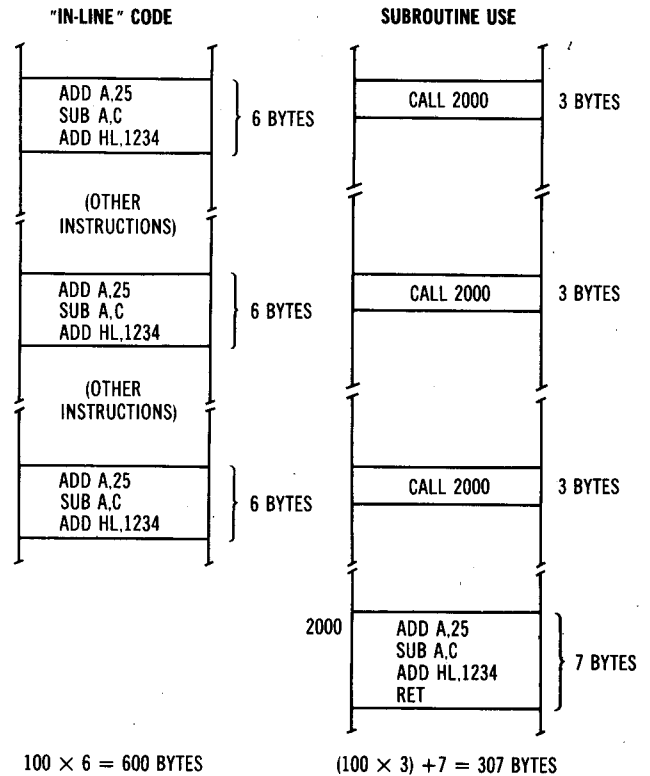 "IN-LINE" CODE
ADD A,25
SUB A,C
ADD HL,1234
6 BYTES
(OTHER
INSTRUCTIONS)
ADD A,25
SUB A,C
ADD HL,1234
6 BYTES
(OTHER
INSTRUCTIONS)
ADD A,25
SUB A,C
ADD HL,1234
6 BYTES
100 × 6 = 600 BYTES
SUBROUTINE USE
CALL 2000
3 BYTES
CALL 2000
3 BYTES
CALL 2000
3 BYTES
2000
ADD A,25
SUB A,C
ADD HL,1234
RET
7 BYTES
(100 × 3) +7 = 307 BYTES